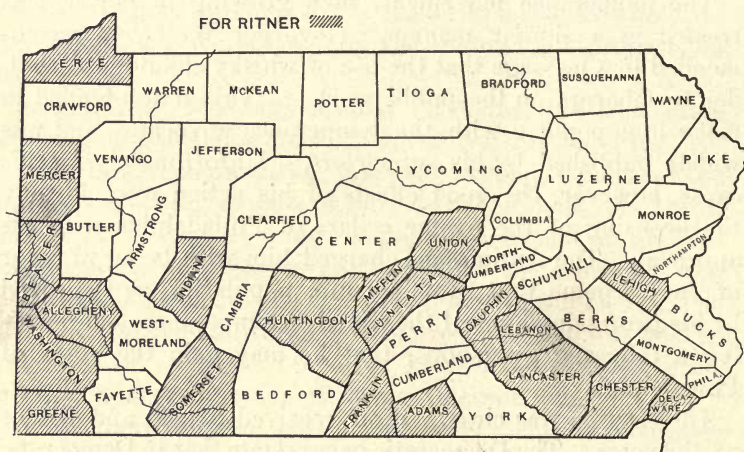 FOR RITNER
ERIE
CRAWFORD
WARREN
McKEAN
POTTER
TIOGA
BRADFORD
SUSQUEHANNA
WAYNE
PIKE
MERCER
VENANGO
JEFFERSON
LYCOMING
LUZERNE
MONROE
BUTLER
ARMSTRONG
CLEARFIELD
CENTER
UNION
COLUMBIA
NORTH-
UMBERLAND
NORTHAMPTON
BEAVER
ALLEGHENY
INDIANA
CAMBRIA
HUNTINGDON
MIFFLIN
JUNIATA
SCHUYLKILL
LEHIGH
WASHINGTON
WEST-
MORELAND
PERRY
DAUPHIN
LEBANON
BERKS
BUCKS
MONTGOMERY
PHILA.
GREENE
FAYETTE
SOMERSET
BEDFORD
FRANKLIN
CUMBERLAND
ADAMS
YORK
LANCASTER
CHESTER
DELA-
WARE